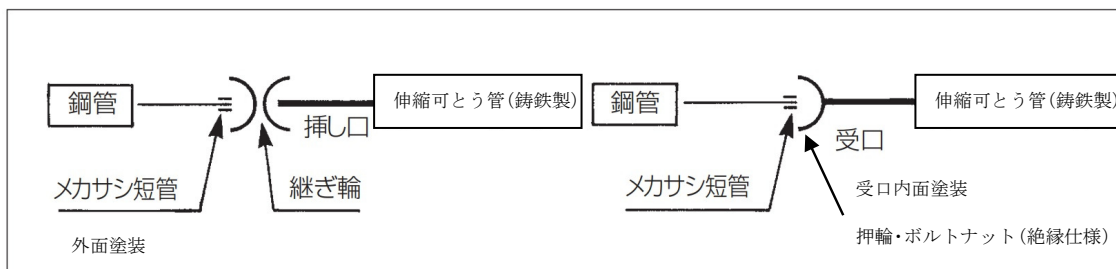 鋼管
伸縮可とう管(鋳鉄製)
挿し口
メカサシ短管
継ぎ輪
外面塗装
鋼管
伸縮可とう管(鋳鉄製)
受口
メカサシ短管
受口内面塗装
押輪・ボルトナット(絶縁仕様)